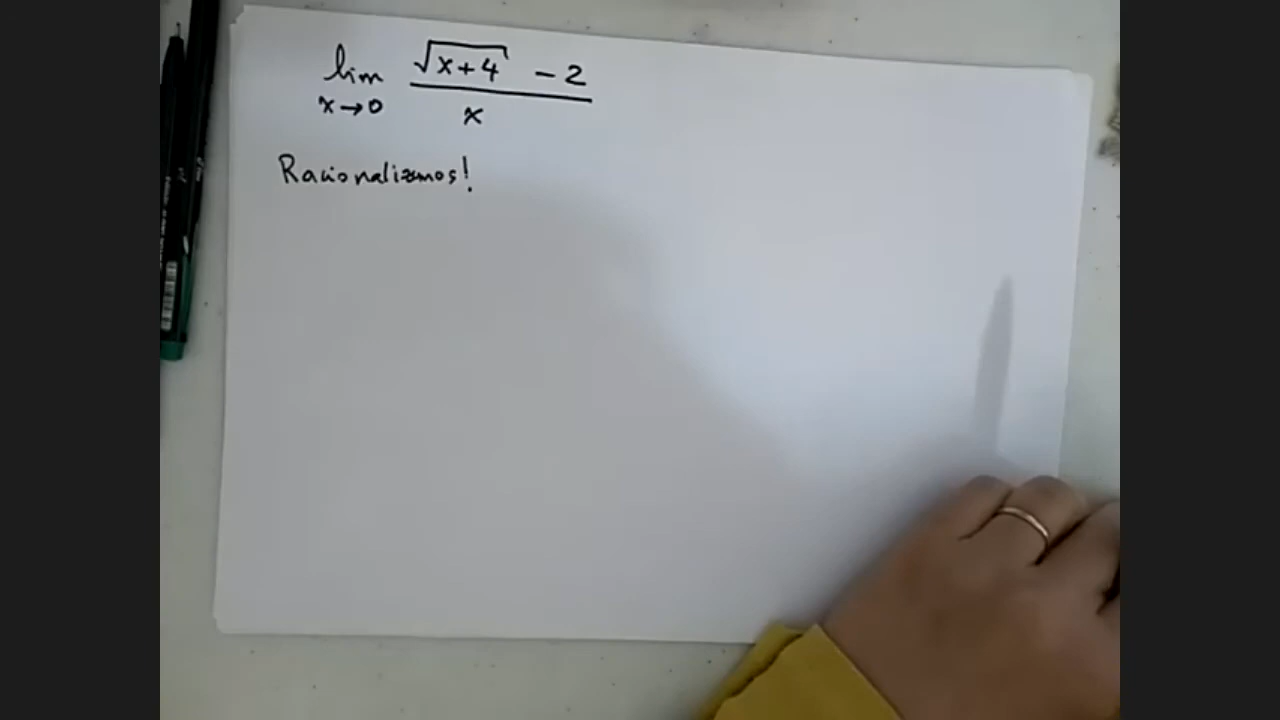 lim √(x+4) - 2
x→0 x
Racionalizamos!